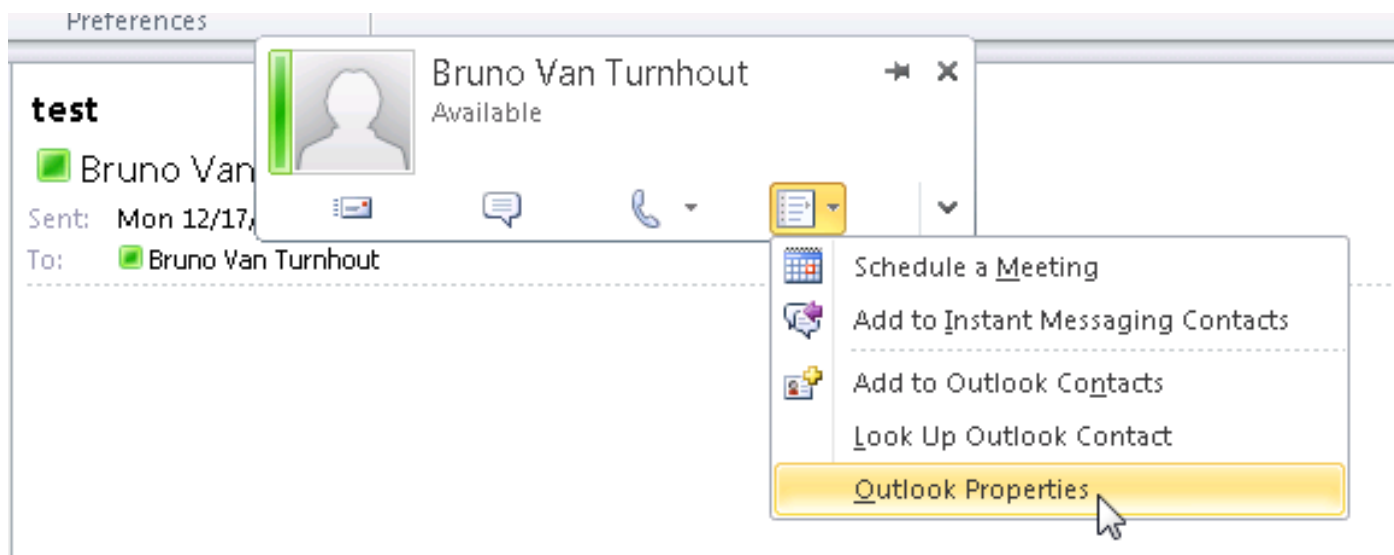 Preferences
Bruno Van Turnhout
Available
test
Bruno Van
Sent: Mon 12/17/
To: Bruno Van Turnhout
Schedule a Meeting
Add to Instant Messaging Contacts
Add to Outlook Contacts
Look Up Outlook Contact
Outlook Properties